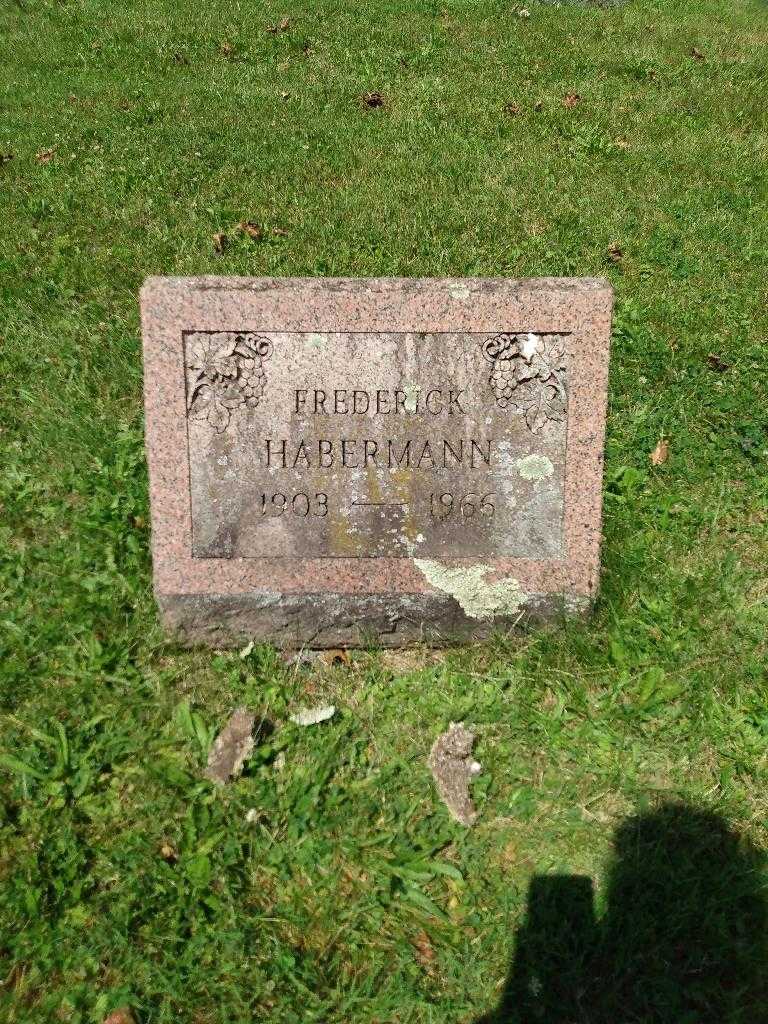 FREDERICK
HABERMANN
1903 — 1966